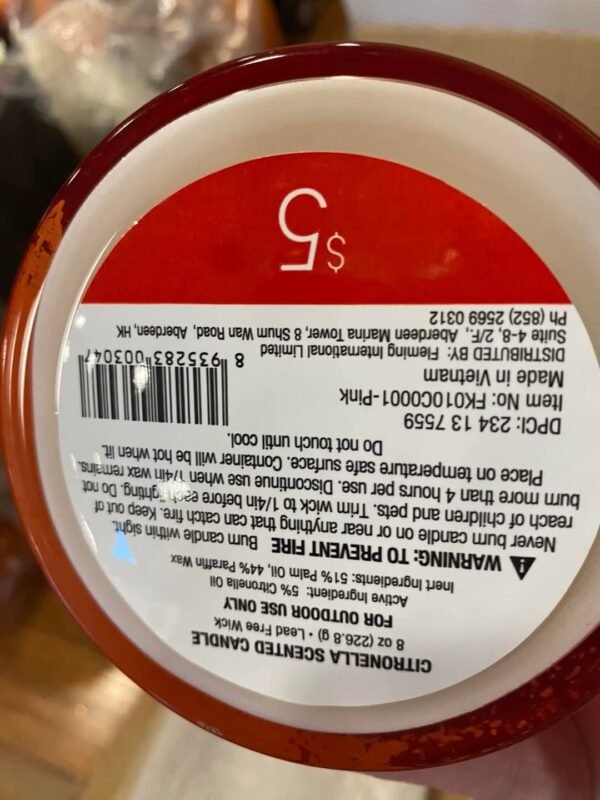 CITRONELLA SCENTED CANDLE
8 oz (226.8 g) • Lead Free Wick
FOR OUTDOOR USE ONLY
Active Ingredient: 5% Citronella Oil
Inert Ingredients: 51% Palm Oil, 44% Paraffin Wax
WARNING: TO PREVENT FIRE Burn candle within sight.
Never burn candle on or near anything that can catch fire. Keep out of
reach of children and pets. Trim wick to 1/4in before each lighting. Do not
burn more than 4 hours per use. Discontinue use when 1/4in wax remains.
Place on temperature safe surface. Container will be hot when lit.
Do not touch until cool.
DPCI: 234 13 7559
Item No: FK010C0001-Pink
Made in Vietnam
8 935283 003047
DISTRIBUTED BY: Fleming International Limited
Suite 4-8, 2/F., Aberdeen Marina Tower, 8 Shum Wan Road, Aberdeen, HK,
Ph (852) 2569 0312
$5